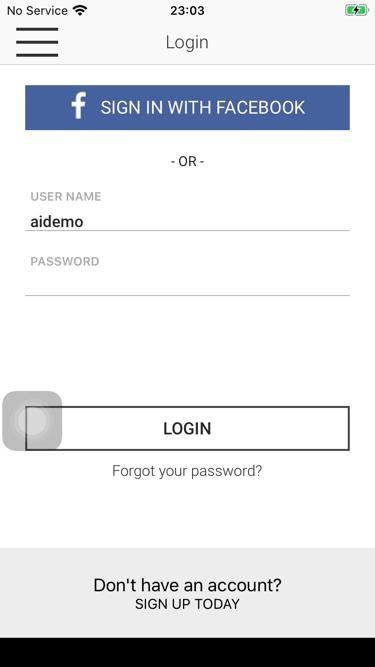 No Service 23:03
Login
f SIGN IN WITH FACEBOOK
- OR -
USER NAME
aidemo
PASSWORD
LOGIN
Forgot your password?
Don't have an account?
SIGN UP TODAY